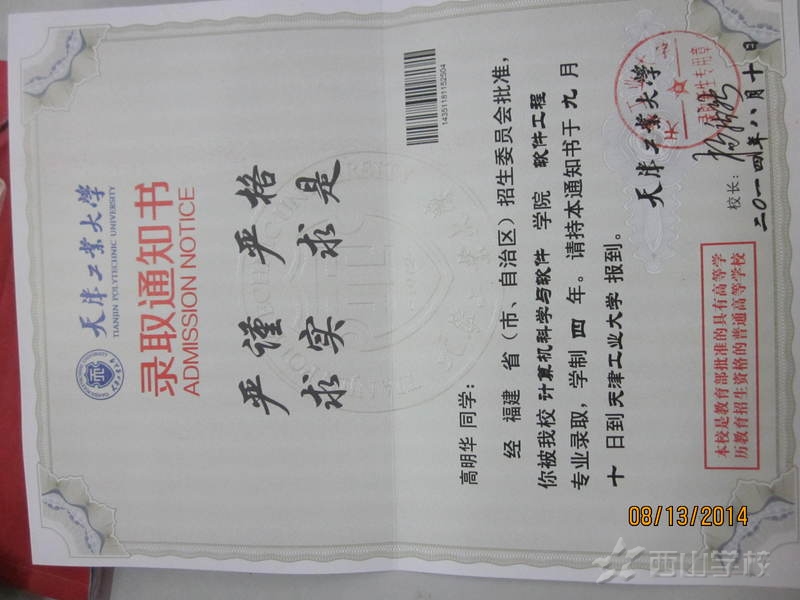 天津工业大学
TIANJIN POLYTECHNIC UNIVERSITY
录取通知书
ADMISSION NOTICE
严谨 严格
求实 求是
14351181152504
高明华 同学：
经 福建 省（市、自治区）招生委员会批准，
你被我校 计算机科学与软件 学院 软件工程
专业录取，学制 四 年。请持本通知书于 九 月
十 日到 天津工业大学 报到。
本校是教育部批准的具有高等学
历教育招生资格的普通高等学校
天津工业大学
校长：
二〇一四年八月十日
08/13/2014
西山学校